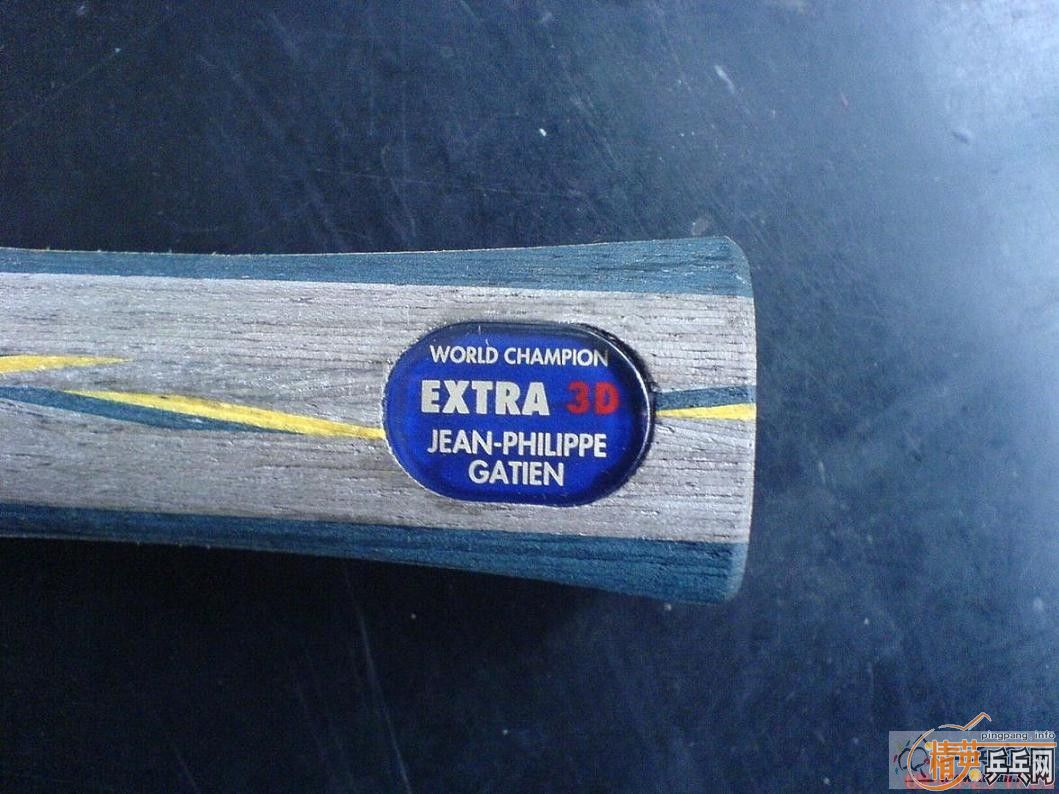 WORLD CHAMPION
EXTRA 3D
JEAN-PHILIPPE
GATIEN
pingpang.info
精英乒乓网